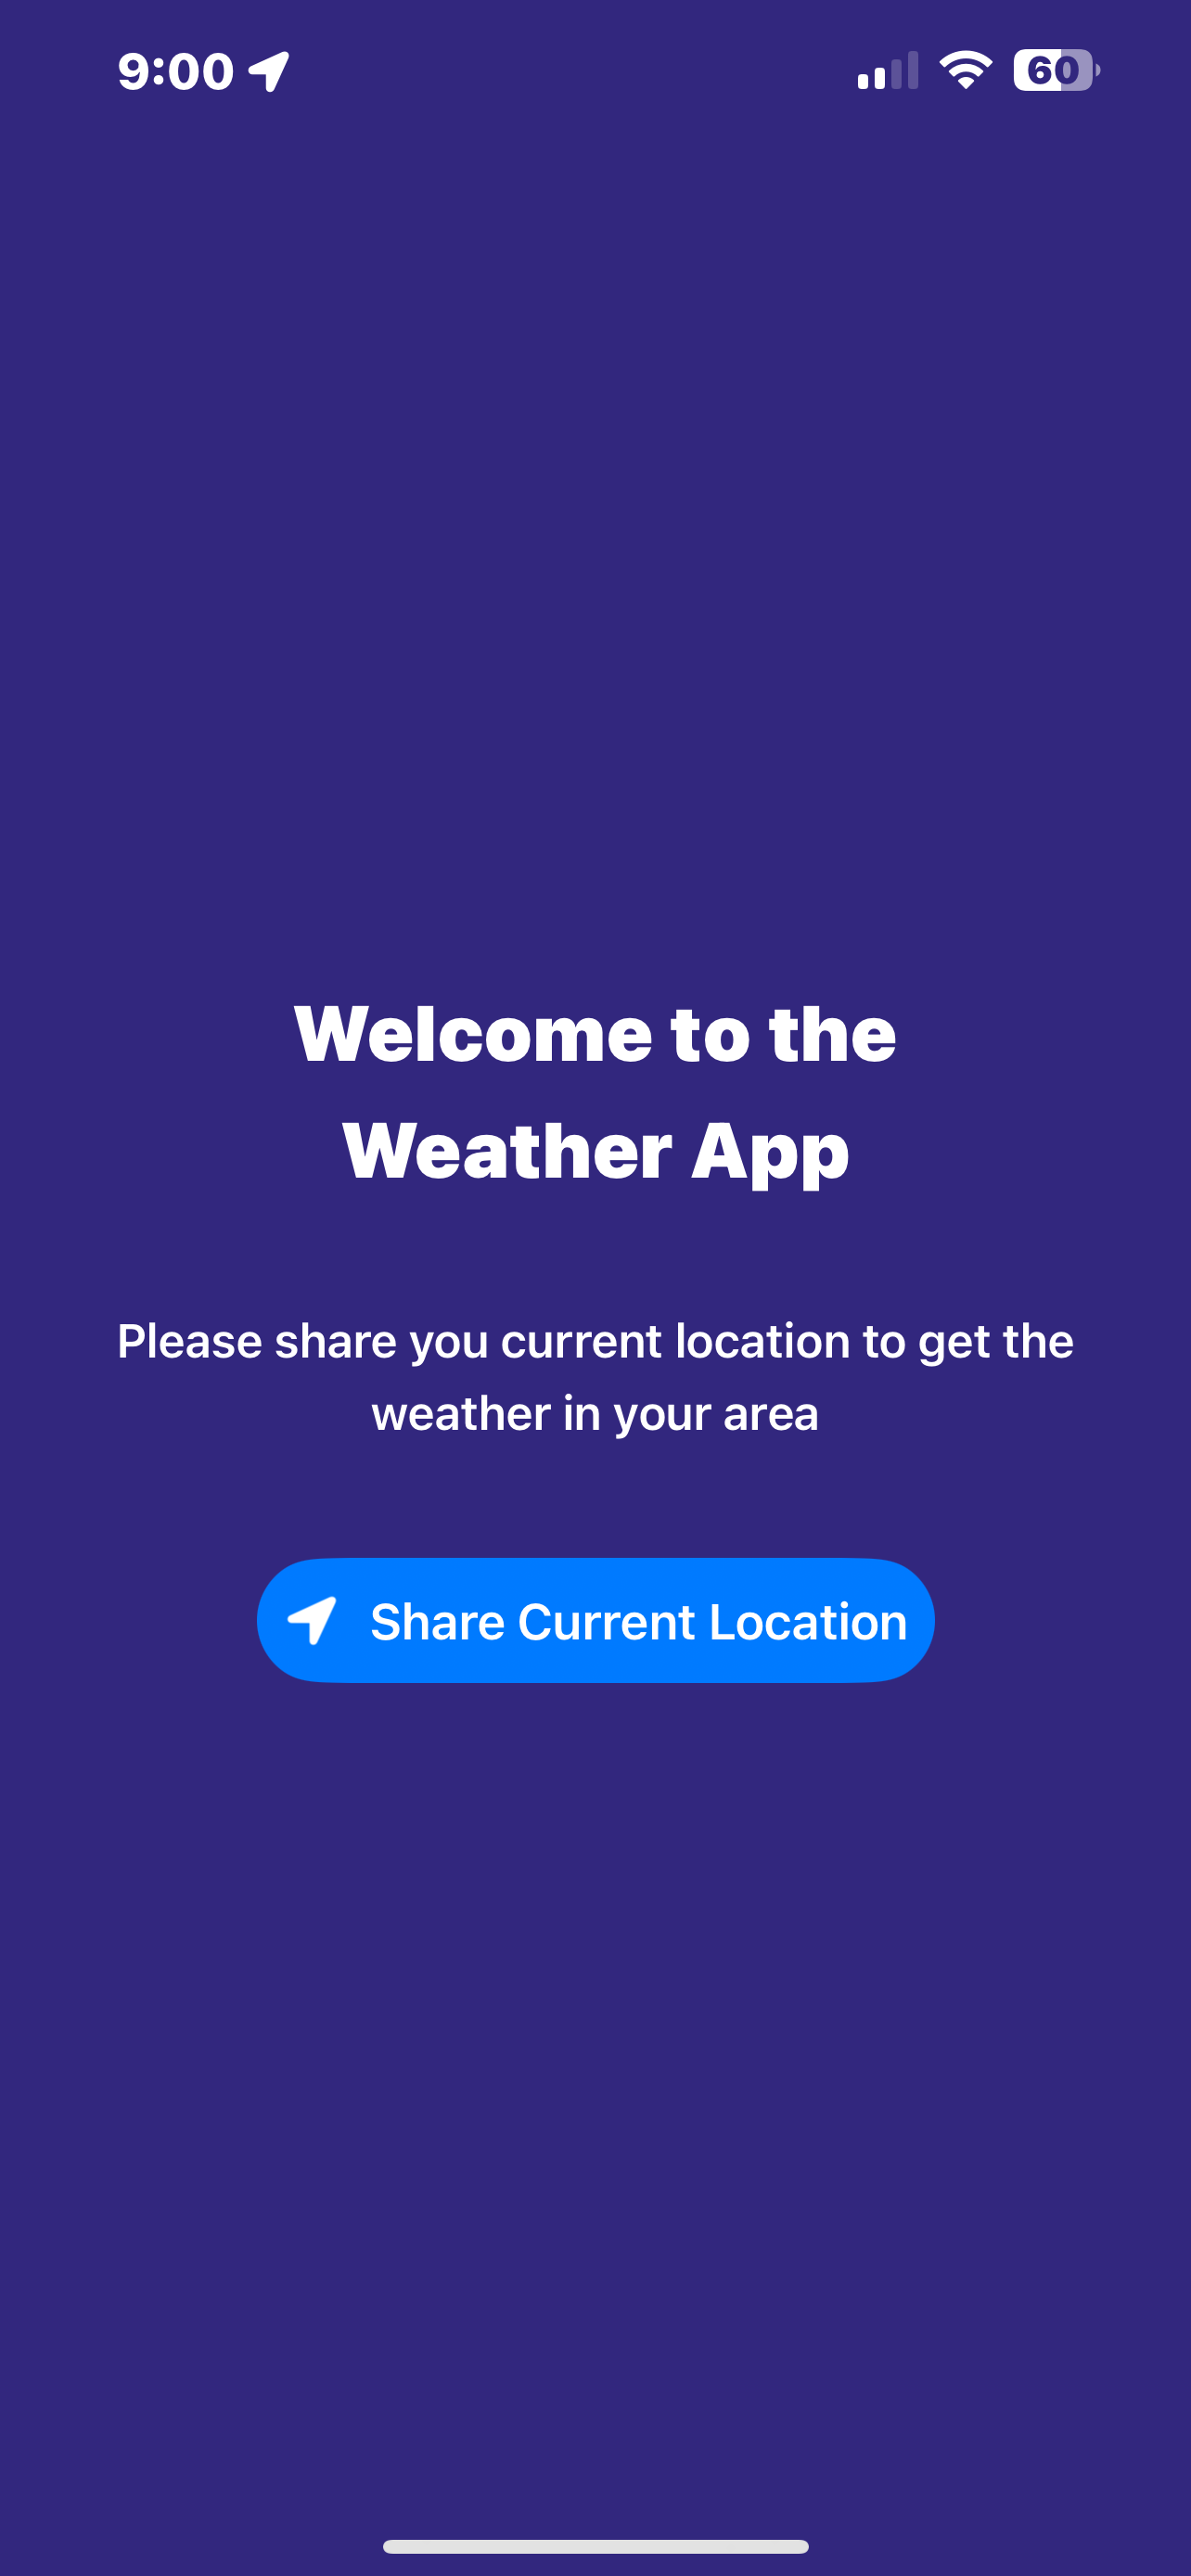 9:00
60
Welcome to the
Weather App
Please share you current location to get the
weather in your area
Share Current Location